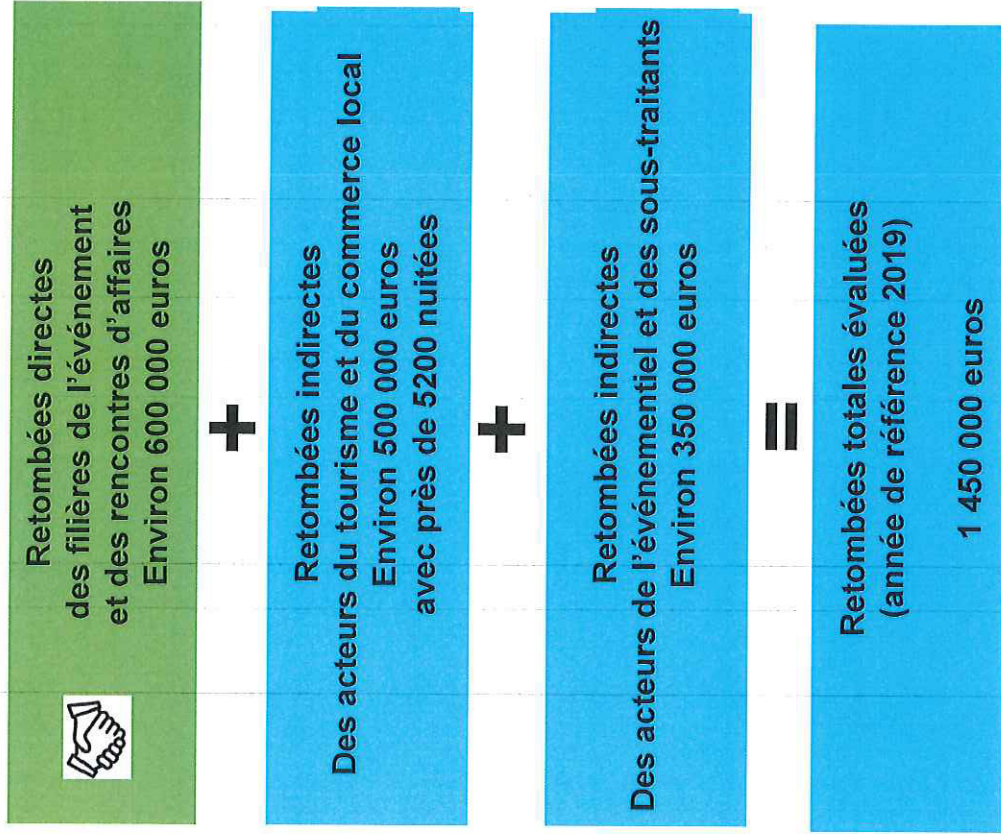 Retombées directes
des filières de l'événement
et des rencontres d'affaires
Environ 600 000 euros
+
Retombées indirectes
Des acteurs du tourisme et du commerce local
Environ 500 000 euros
avec près de 5200 nuitées
+
Retombées indirectes
Des acteurs de l'événementiel et des sous-traitants
Environ 350 000 euros
=
Retombées totales évaluées
(année de référence 2019)
1 450 000 euros